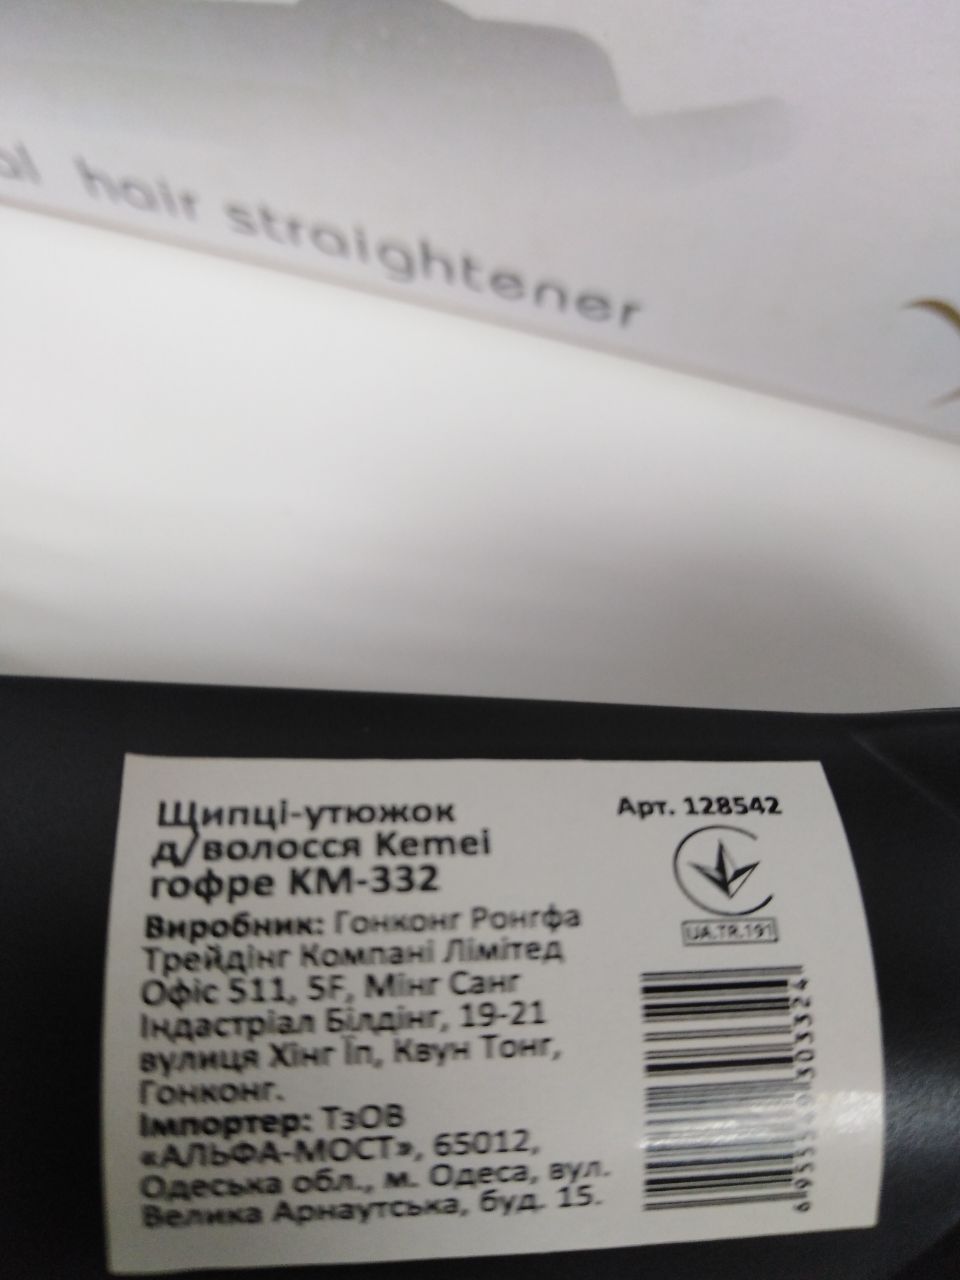 al hair straightener
Щипці-утюжок
д/волосся Kemei
гофре KM-332
Арт. 128542
UA.TR.191
Виробник: Гонконг Ронгфа
Трейдінг Компані Лімітед
Офіс 511, 5F, Мінг Санг
Індастріал Білдінг, 19-21
вулиця Хінг Їп, Квун Тонг,
Гонконг.
Імпортер: ТзОВ
«АЛЬФА-МОСТ», 65012,
Одеська обл., м. Одеса, вул.
Велика Арнаутська, буд. 15.